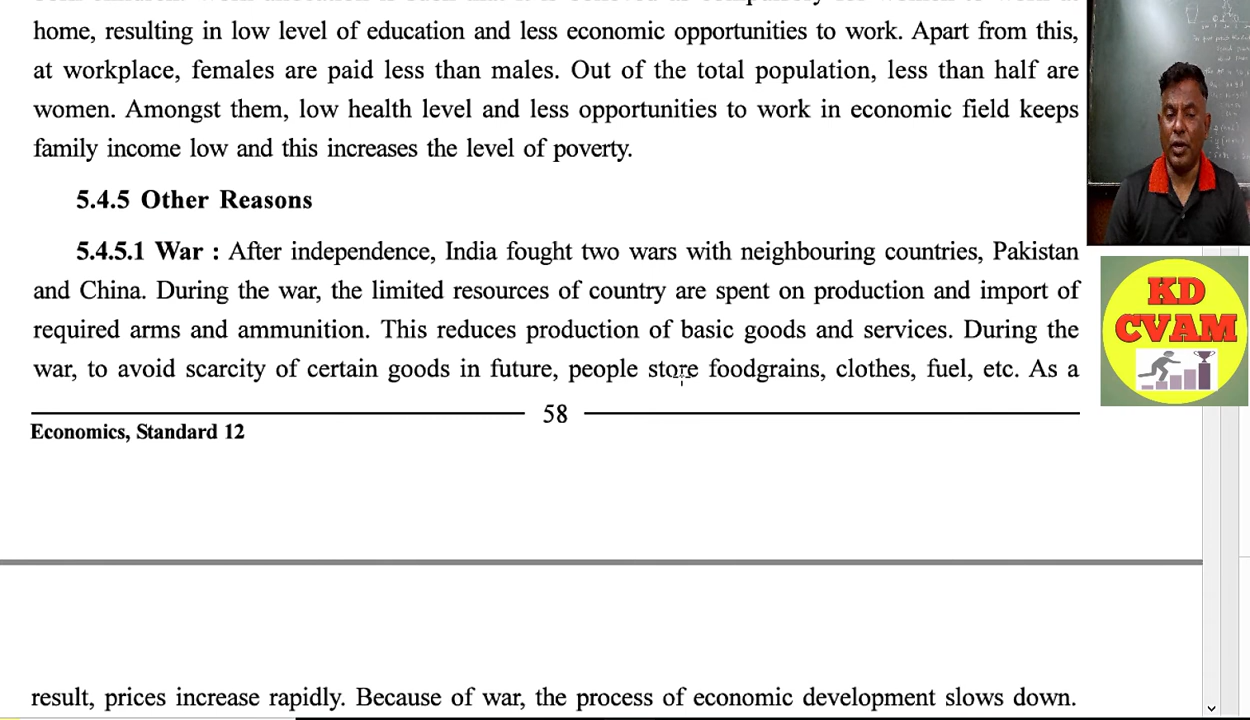 home, resulting in low level of education and less economic opportunities to work. Apart from this,
at workplace, females are paid less than males. Out of the total population, less than half are
women. Amongst them, low health level and less opportunities to work in economic field keeps
family income low and this increases the level of poverty.
5.4.5 Other Reasons
5.4.5.1 War : After independence, India fought two wars with neighbouring countries, Pakistan
and China. During the war, the limited resources of country are spent on production and import of
required arms and ammunition. This reduces production of basic goods and services. During the
war, to avoid scarcity of certain goods in future, people store foodgrains, clothes, fuel, etc. As a
58
Economics, Standard 12
result, prices increase rapidly. Because of war, the process of economic development slows down.
KD
CVAM